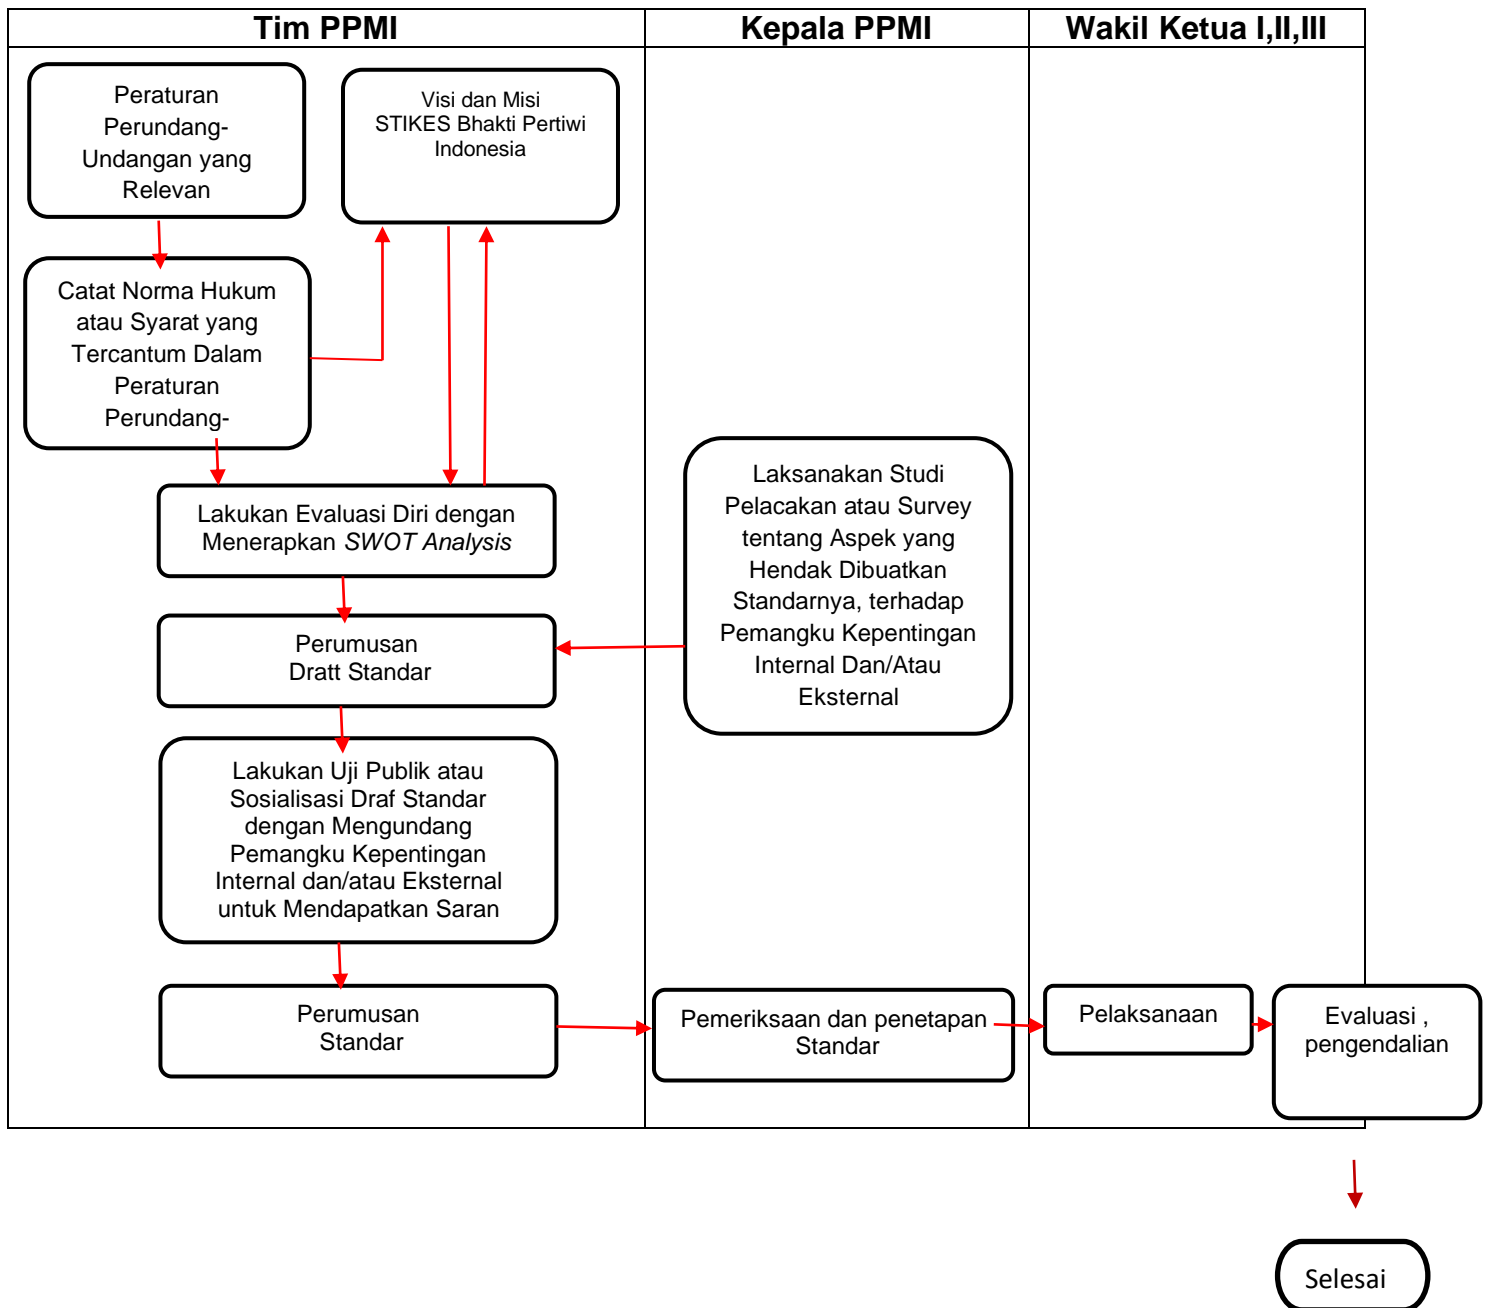 Tim PPMI
Kepala PPMI
Wakil Ketua I,II,III
Peraturan
Perundang-
Undangan yang
Relevan
Visi dan Misi
STIKES Bhakti Pertiwi
Indonesia
Catat Norma Hukum
atau Syarat yang
Tercantum Dalam
Peraturan
Perundang-
Lakukan Evaluasi Diri dengan
Menerapkan SWOT Analysis
Laksanakan Studi
Pelacakan atau Survey
tentang Aspek yang
Hendak Dibuatkan
Standarnya, terhadap
Pemangku Kepentingan
Internal Dan/Atau
Eksternal
Perumusan
Dratt Standar
Lakukan Uji Publik atau
Sosialisasi Draf Standar
dengan Mengundang
Pemangku Kepentingan
Internal dan/atau Eksternal
untuk Mendapatkan Saran
Perumusan
Standar
Pemeriksaan dan penetapan
Standar
Pelaksanaan
Evaluasi ,
pengendalian
Selesai